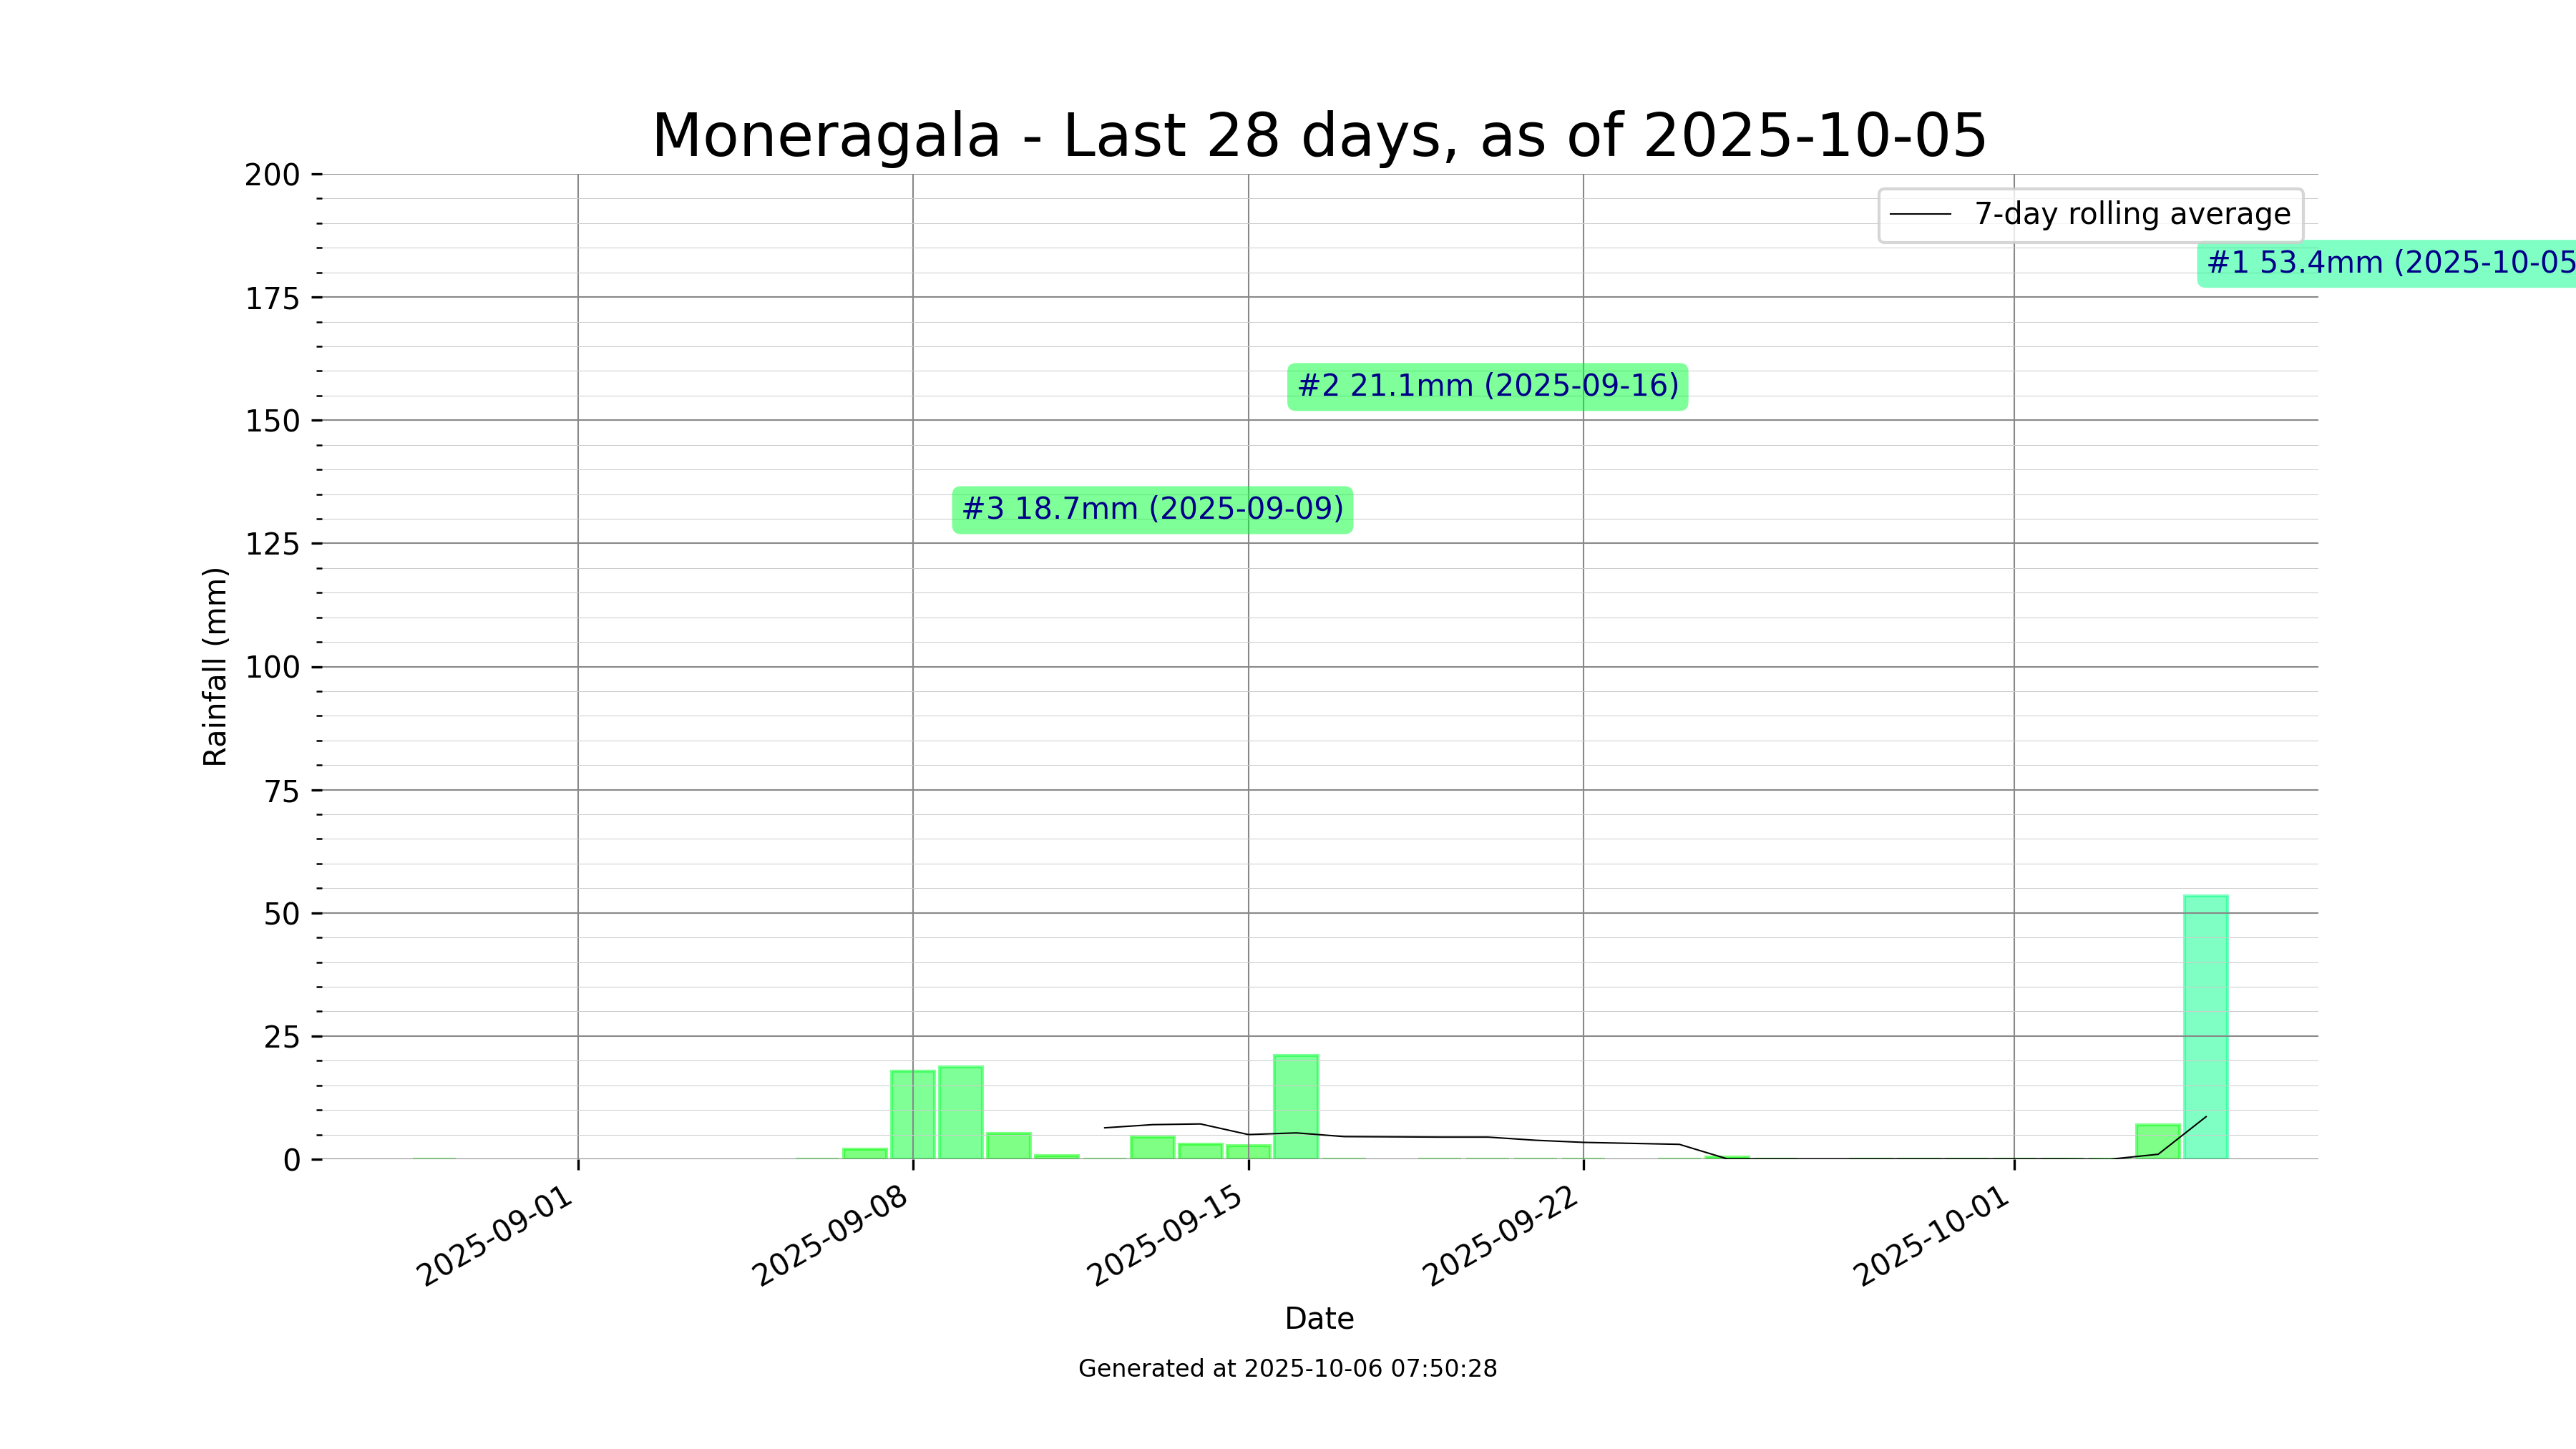 Moneragala - Last 28 days, as of 2025-10-05
200
175
150
125
100
75
50
25
0
Rainfall (mm)
7-day rolling average
#1 53.4mm (2025-10-05
#2 21.1mm (2025-09-16)
#3 18.7mm (2025-09-09)
2025-09-01
2025-09-08
2025-09-15
2025-09-22
2025-10-01
Date
Generated at 2025-10-06 07:50:28